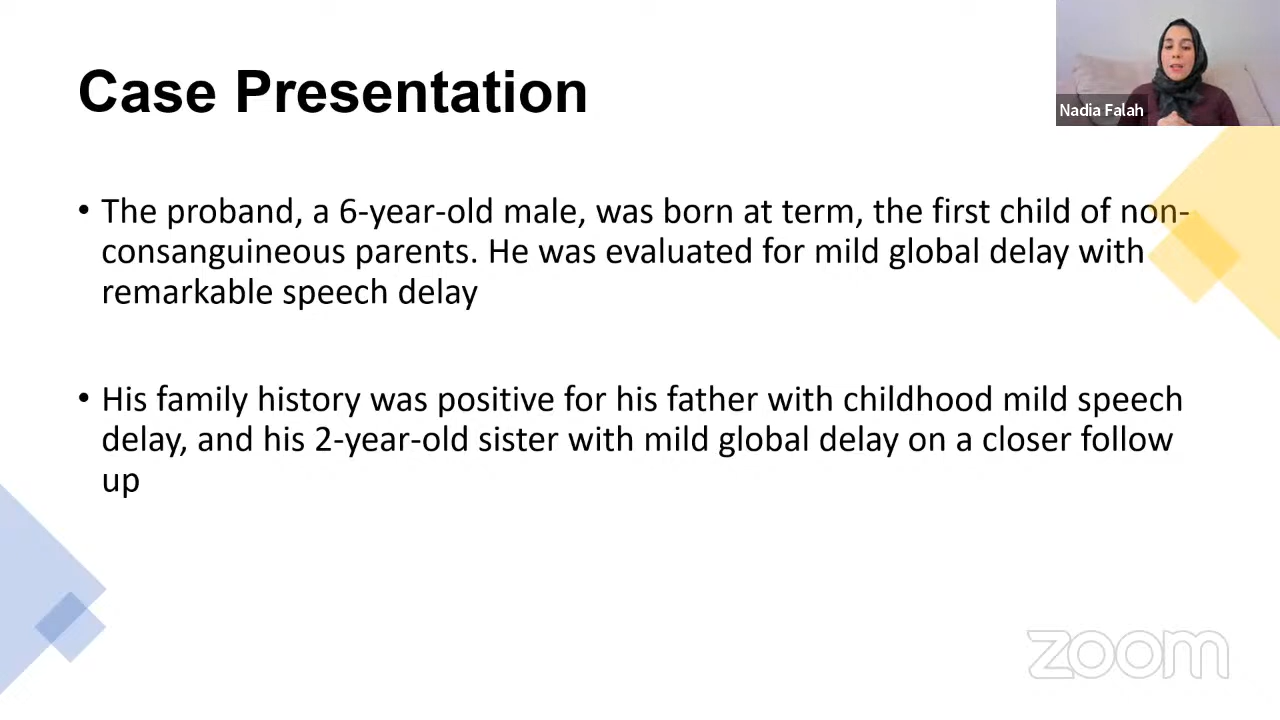 Case Presentation
Nadia Falah
• The proband, a 6-year-old male, was born at term, the first child of non-
consanguineous parents. He was evaluated for mild global delay with
remarkable speech delay
• His family history was positive for his father with childhood mild speech
delay, and his 2-year-old sister with mild global delay on a closer follow
up
zoom